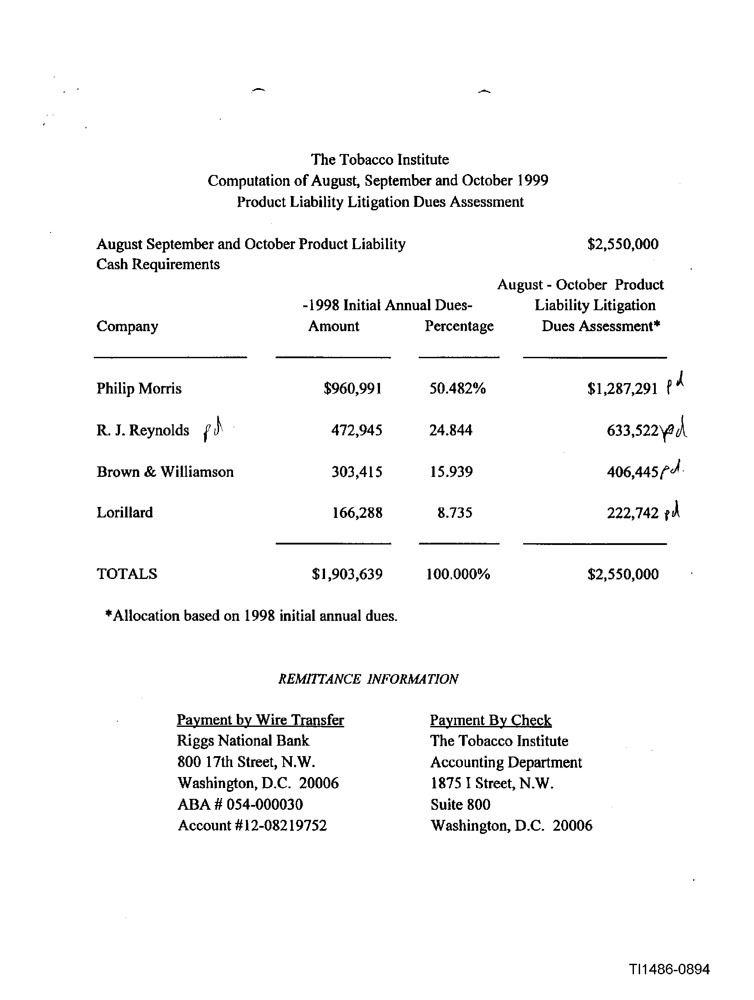 The Tobacco Institute
Computation of August, September and October 1999
Product Liability Litigation Dues Assessment
August September and October Product Liability $2,550,000
Cash Requirements
August - October Product
-1998 Initial Annual Dues- Liability Litigation
Company Amount Percentage Dues Assessment*
Philip Morris $960,991 50.482% $1,287,291 pd
R. J. Reynolds pd 472,945 24.844 633,522 pd
Brown & Williamson 303,415 15.939 406,445 pd.
Lorillard 166,288 8.735 222,742 pd
TOTALS $1,903,639 100.000% $2,550,000
*Allocation based on 1998 initial annual dues.
REMITTANCE INFORMATION
Payment by Wire Transfer Payment By Check
Riggs National Bank The Tobacco Institute
800 17th Street, N.W. Accounting Department
Washington, D.C. 20006 1875 I Street, N.W.
ABA # 054-000030 Suite 800
Account #12-08219752 Washington, D.C. 20006
TI1486-0894